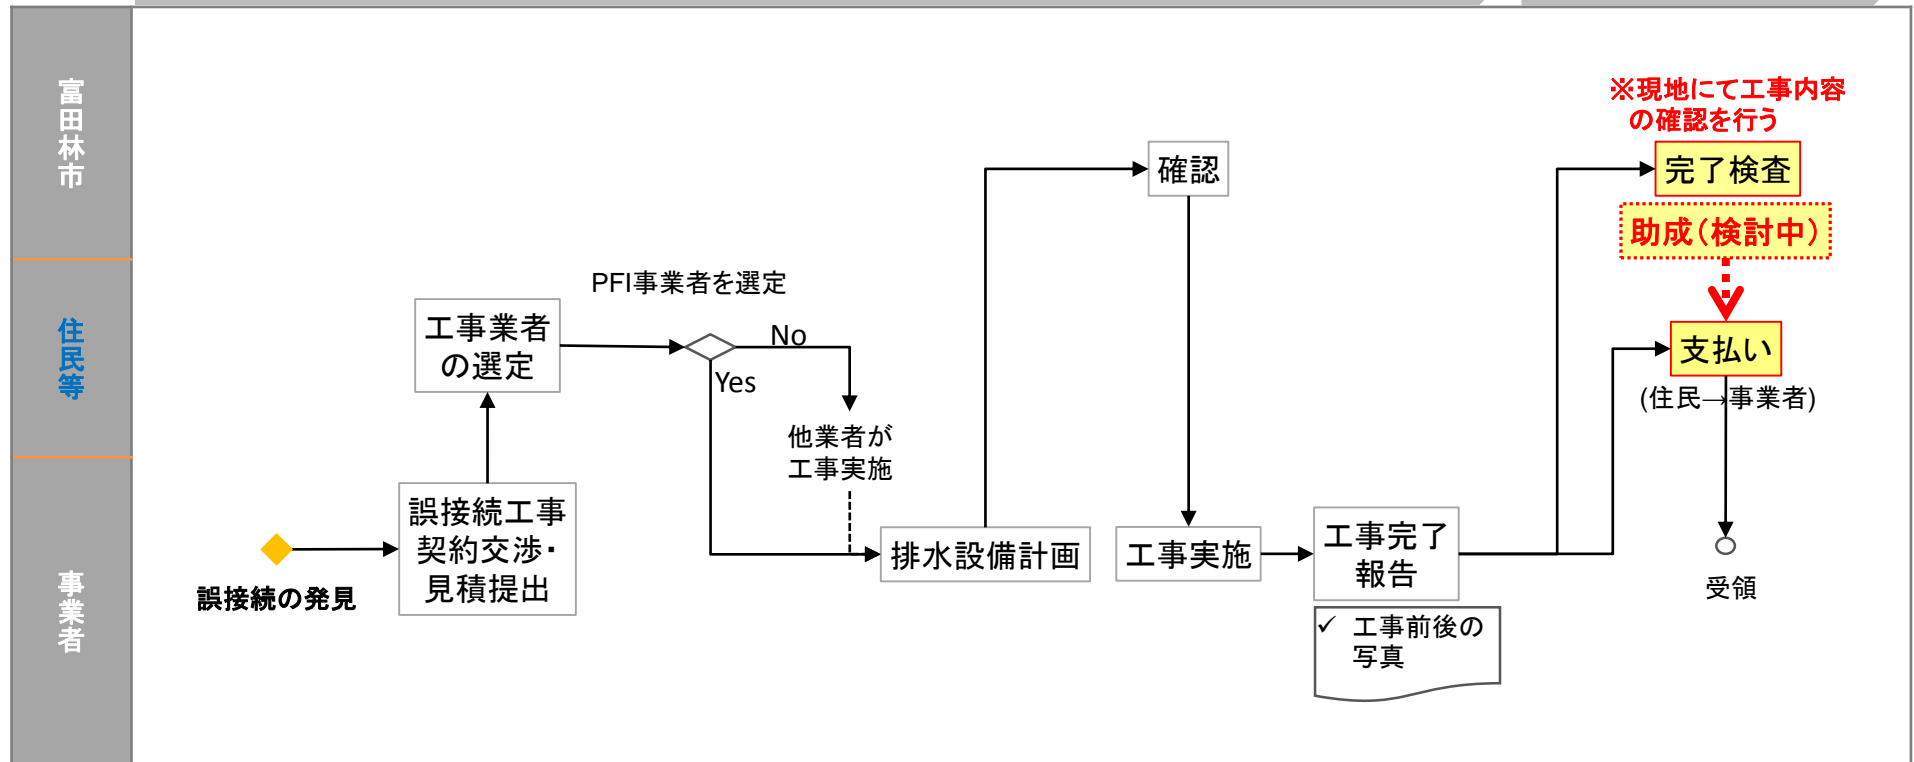 富田林市
住民等
事業者
誤接続の発見
誤接続工事
契約交渉・
見積提出
工事業者
の選定
PFI事業者を選定
No
Yes
他業者が
工事実施
排水設備計画
確認
工事実施
工事完了
報告
✓ 工事前後の
写真
※現地にて工事内容
の確認を行う
完了検査
助成(検討中)
支払い
(住民→事業者)
受領